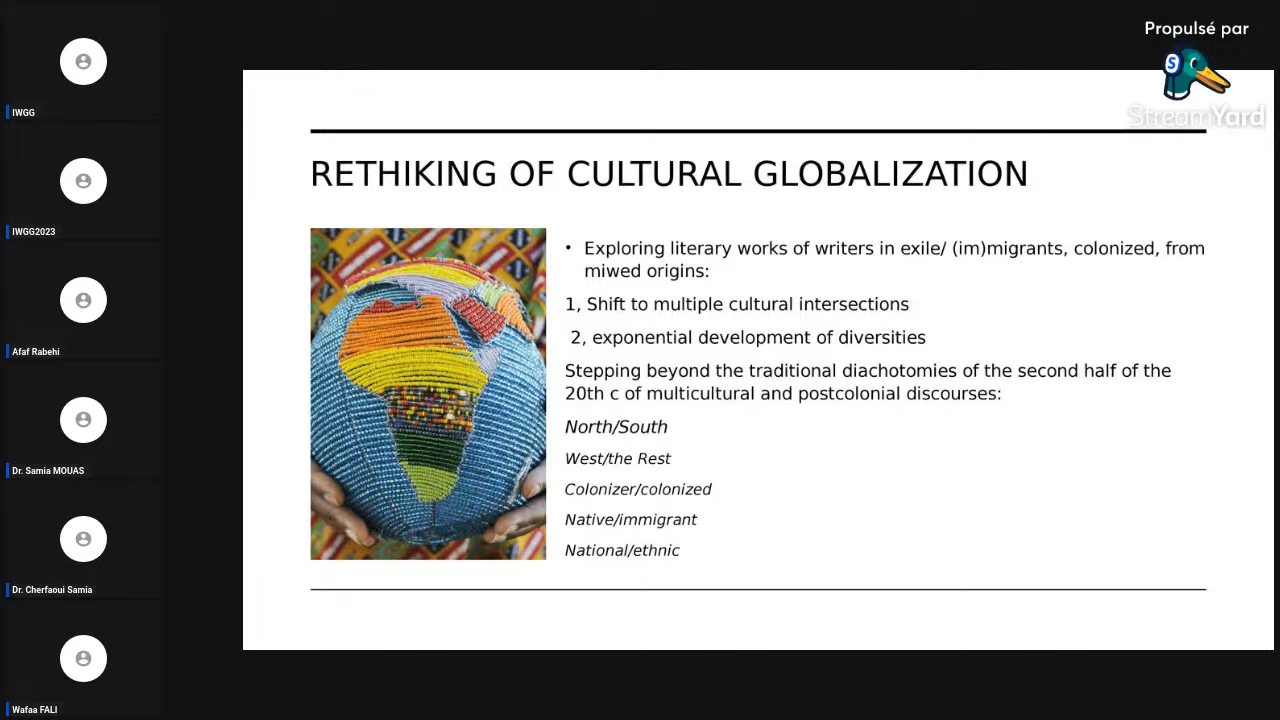 Propulsé par
StreamYard
IWGG
IWGG2023
Afaf Rabehi
Dr. Samia MOUAS
Dr. Cherfaoui Samia
Wafaa FALI
RETHIKING OF CULTURAL GLOBALIZATION
• Exploring literary works of writers in exile/ (im)migrants, colonized, from
miwed origins:
1, Shift to multiple cultural intersections
2, exponential development of diversities
Stepping beyond the traditional diachotomies of the second half of the
20th c of multicultural and postcolonial discourses:
North/South
West/the Rest
Colonizer/colonized
Native/immigrant
National/ethnic